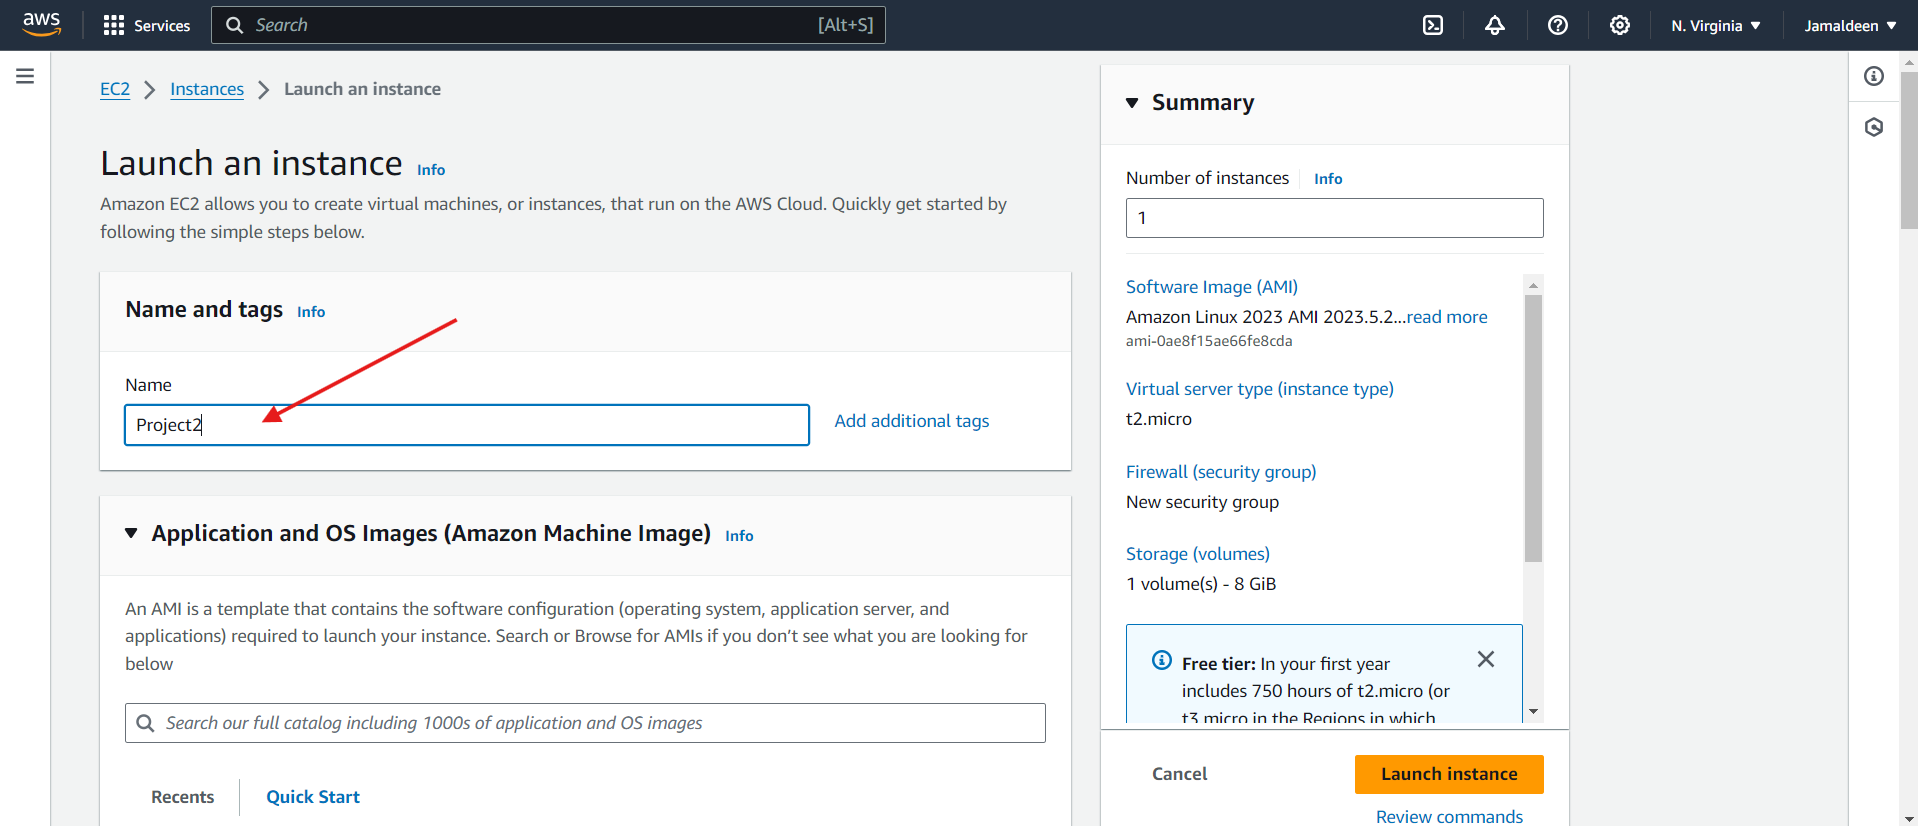 aws
Services
Search
[Alt+S]
N. Virginia
Jamaldeen
EC2
Instances
Launch an instance
Launch an instance
Info
Amazon EC2 allows you to create virtual machines, or instances, that run on the AWS Cloud. Quickly get started by
following the simple steps below.
Name and tags
Info
Name
Project2
Add additional tags
Application and OS Images (Amazon Machine Image)
Info
An AMI is a template that contains the software configuration (operating system, application server, and
applications) required to launch your instance. Search or Browse for AMIs if you don't see what you are looking for
below
Search our full catalog including 1000s of application and OS images
Recents
Quick Start
Summary
Number of instances
Info
1
Software Image (AMI)
Amazon Linux 2023 AMI 2023.5.2...read more
ami-0ae8f15ae66fe8cda
Virtual server type (instance type)
t2.micro
Firewall (security group)
New security group
Storage (volumes)
1 volume(s) - 8 GiB
Free tier: In your first year
includes 750 hours of t2.micro (or
t3.micro in the Regions in which
Cancel
Launch instance
Review commands